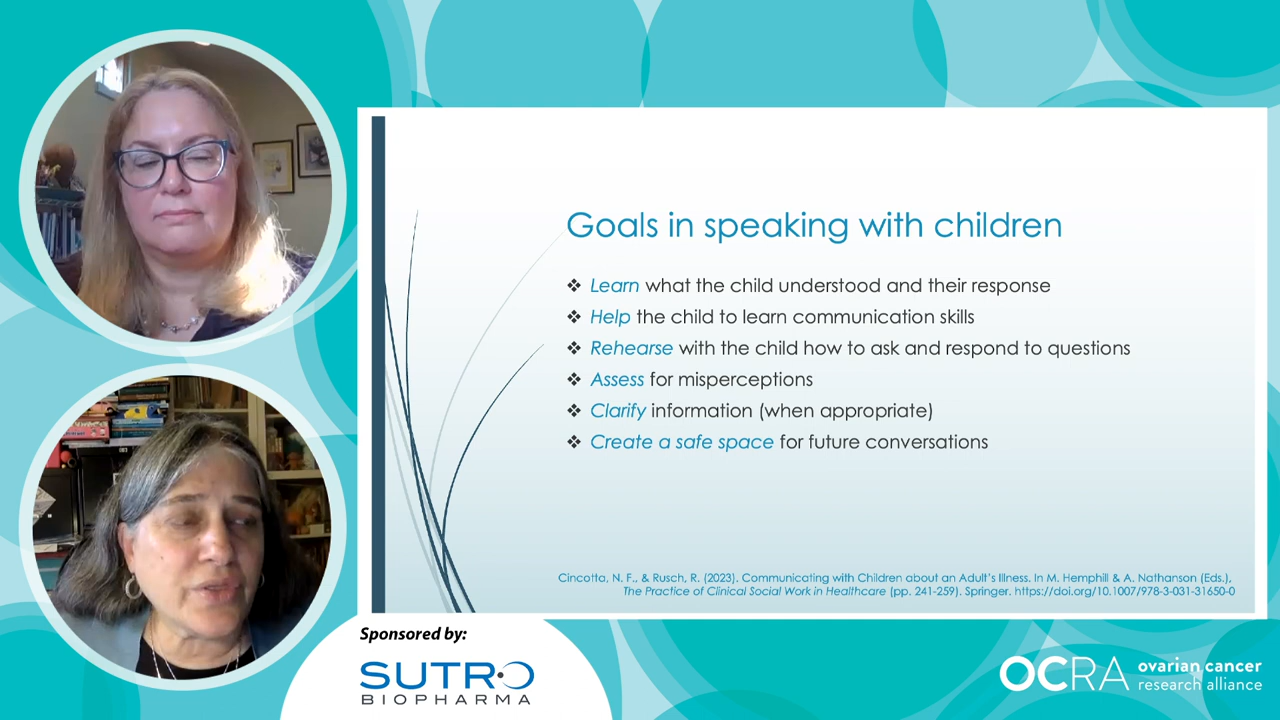 Goals in speaking with children
❖ Learn what the child understood and their response
❖ Help the child to learn communication skills
❖ Rehearse with the child how to ask and respond to questions
❖ Assess for misperceptions
❖ Clarify information (when appropriate)
❖ Create a safe space for future conversations
Cincotta, N. F., & Rusch, R. (2023). Communicating with Children about an Adult's Illness. In M. Hemphill & A. Nathanson (Eds.),
The Practice of Clinical Social Work in Healthcare (pp. 241-259). Springer. https://doi.org/10.1007/978-3-031-31650-0
Sponsored by:
SUTRO
BIOPHARMA
OCRA
ovarian cancer
research alliance